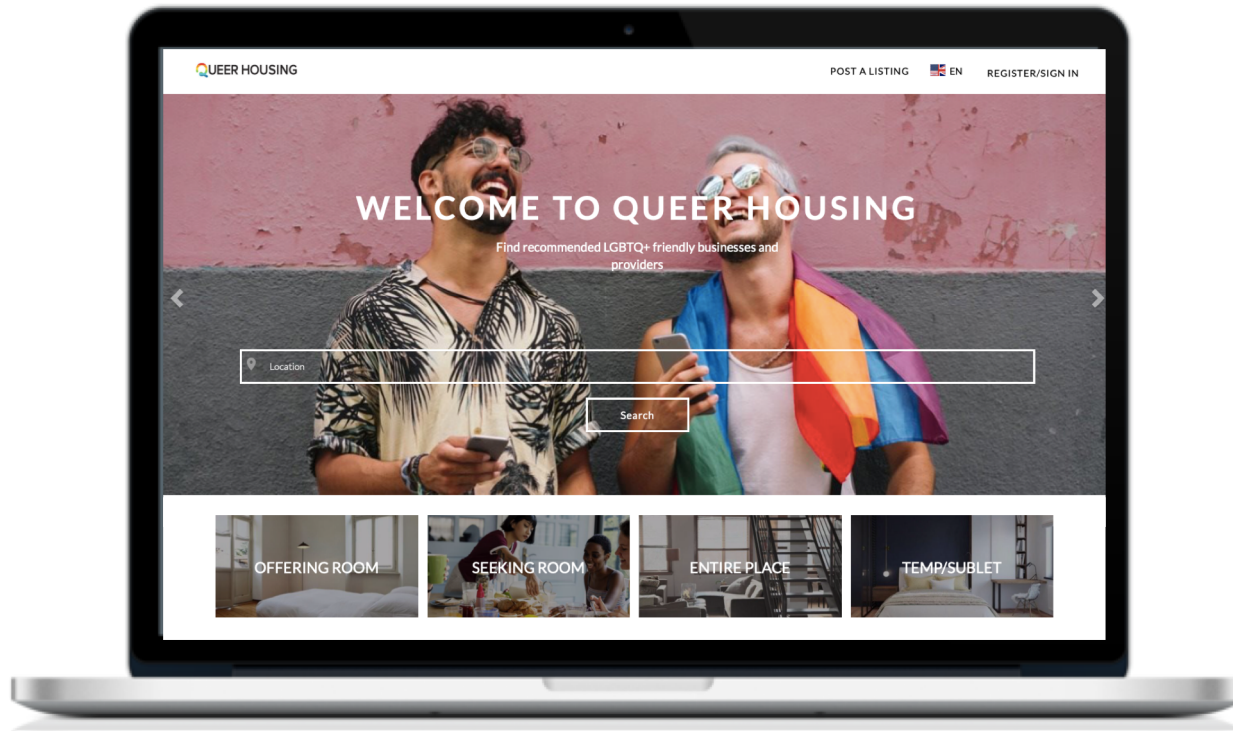 QUEER HOUSING
POST A LISTING
EN
REGISTER/SIGN IN
WELCOME TO QUEER HOUSING
Find recommended LGBTQ+ friendly businesses and
providers
Location
Search
OFFERING ROOM
SEEKING ROOM
ENTIRE PLACE
TEMP/SUBLET